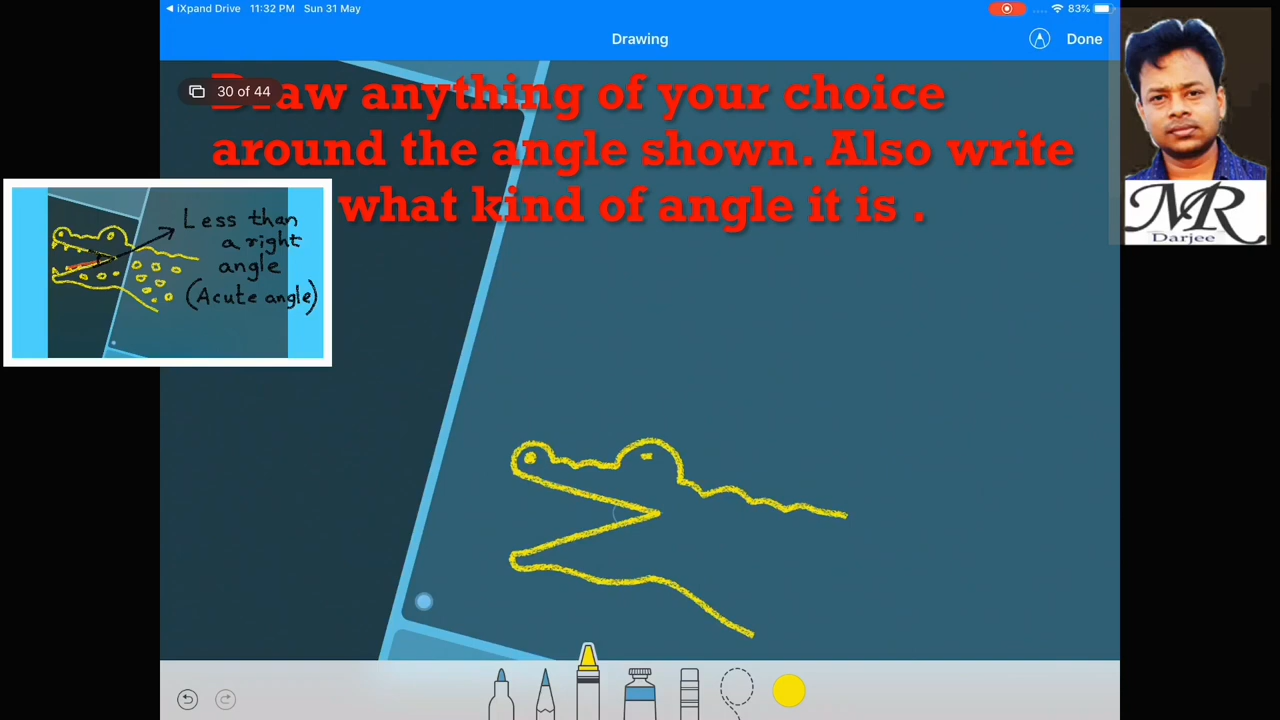 iXpand Drive 11:32 PM Sun 31 May
83%
Drawing
Done
30 of 44
Draw anything of your choice
around the angle shown. Also write
what kind of angle it is .
Less than
a right
angle
(Acute angle)
MR
Darjee